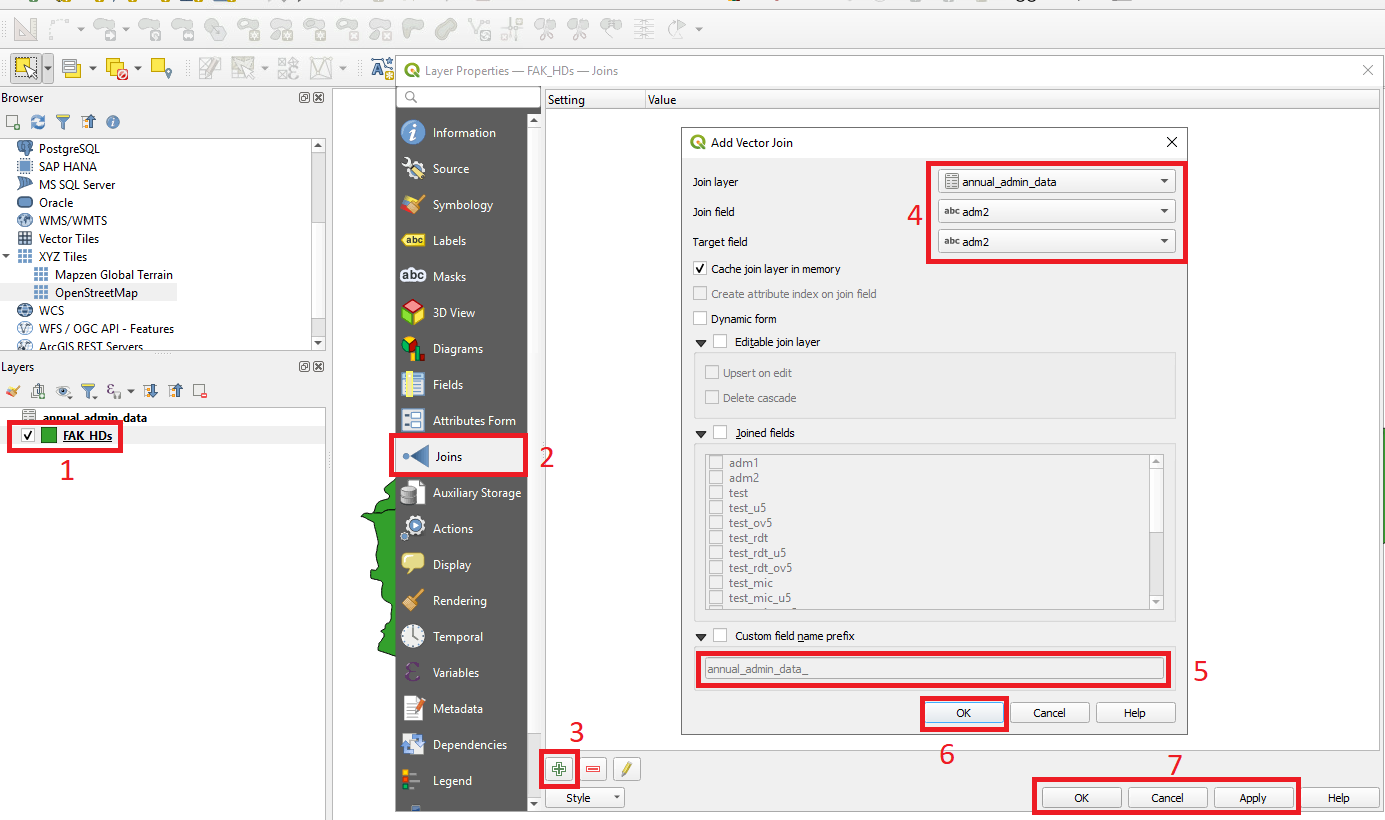 Layer Properties — FAK_HDs — Joins
Browser
PostgreSQL
SAP HANA
MS SQL Server
Oracle
WMS/WMTS
Vector Tiles
XYZ Tiles
Mapzen Global Terrain
OpenStreetMap
WCS
WFS / OGC API - Features
ArcGIS REST Servers
Layers
annual_admin_data
FAK_HDs
1
Information
Source
Symbology
abc Labels
abc Masks
3D View
Diagrams
Fields
Attributes Form
Joins
2
Auxiliary Storage
Actions
Display
Rendering
Temporal
Variables
Metadata
Dependencies
Legend
Setting Value
Add Vector Join
Join layer annual_admin_data
Join field abc adm2
4
Target field abc adm2
Cache join layer in memory
Create attribute index on join field
Dynamic form
Editable join layer
Upsert on edit
Delete cascade
Joined fields
adm1
adm2
test
test_u5
test_ov5
test_rdt
test_rdt_u5
test_rdt_ov5
test_mic
test_mic_u5
Custom field name prefix
annual_admin_data_
5
OK Cancel Help
6
3
Style
7
OK Cancel Apply Help